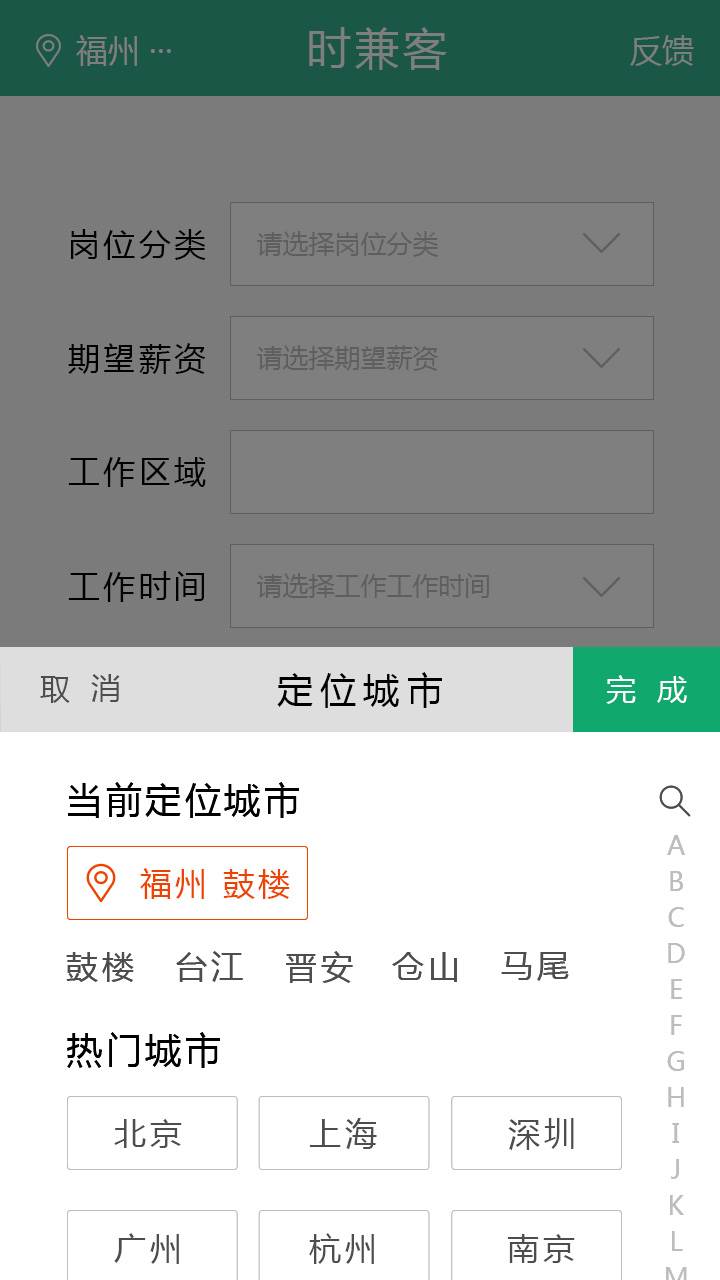 福州 ··· 时兼客 反馈
岗位分类 请选择岗位分类
期望薪资 请选择期望薪资
工作区域
工作时间 请选择工作工作时间
取 消 定位城市 完 成
当前定位城市
福州 鼓楼
鼓楼 台江 晋安 仓山 马尾
热门城市
北京 上海 深圳
广州 杭州 南京
A
B
C
D
E
F
G
H
I
J
K
L
M